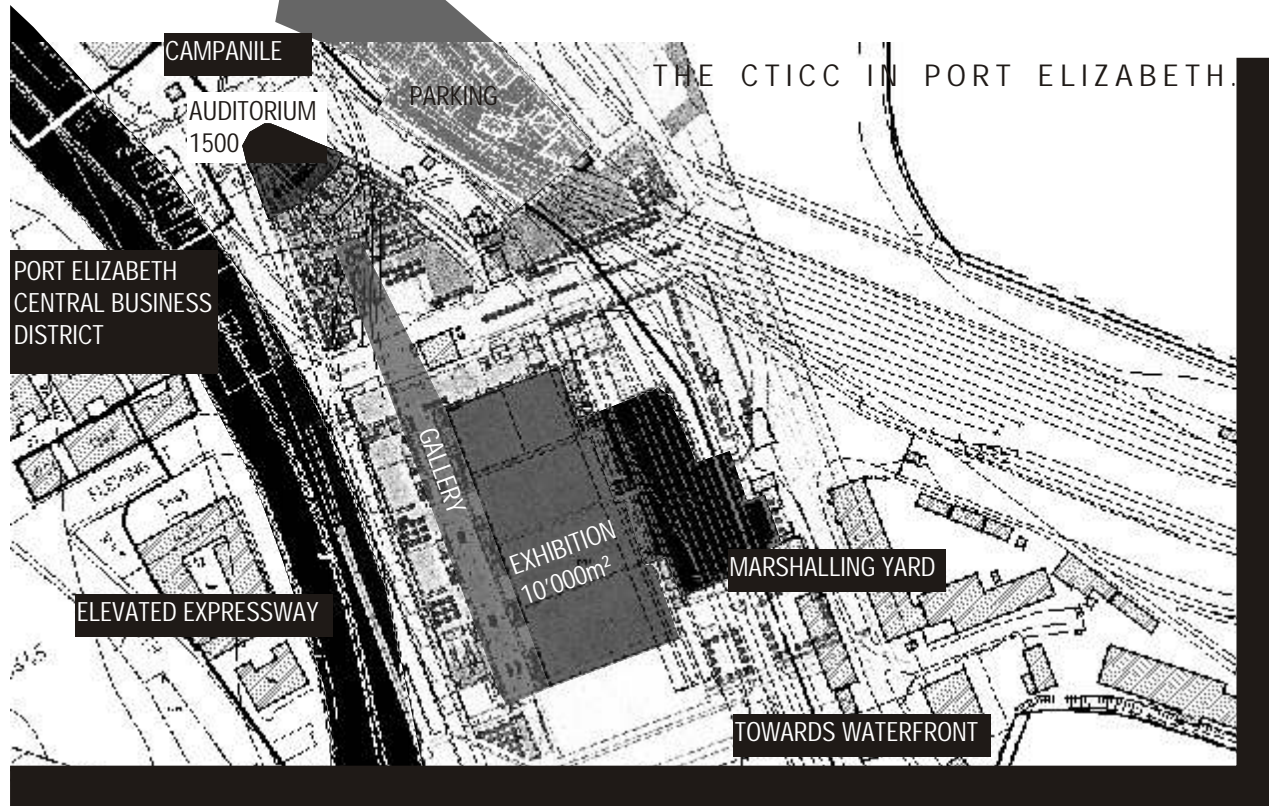 CAMPANILE
THE CTICC IN PORT ELIZABETH.
PARKING
AUDITORIUM
1500
PORT ELIZABETH
CENTRAL BUSINESS
DISTRICT
GALLERY
EXHIBITION
10'000m²
MARSHALLING YARD
ELEVATED EXPRESSWAY
TOWARDS WATERFRONT